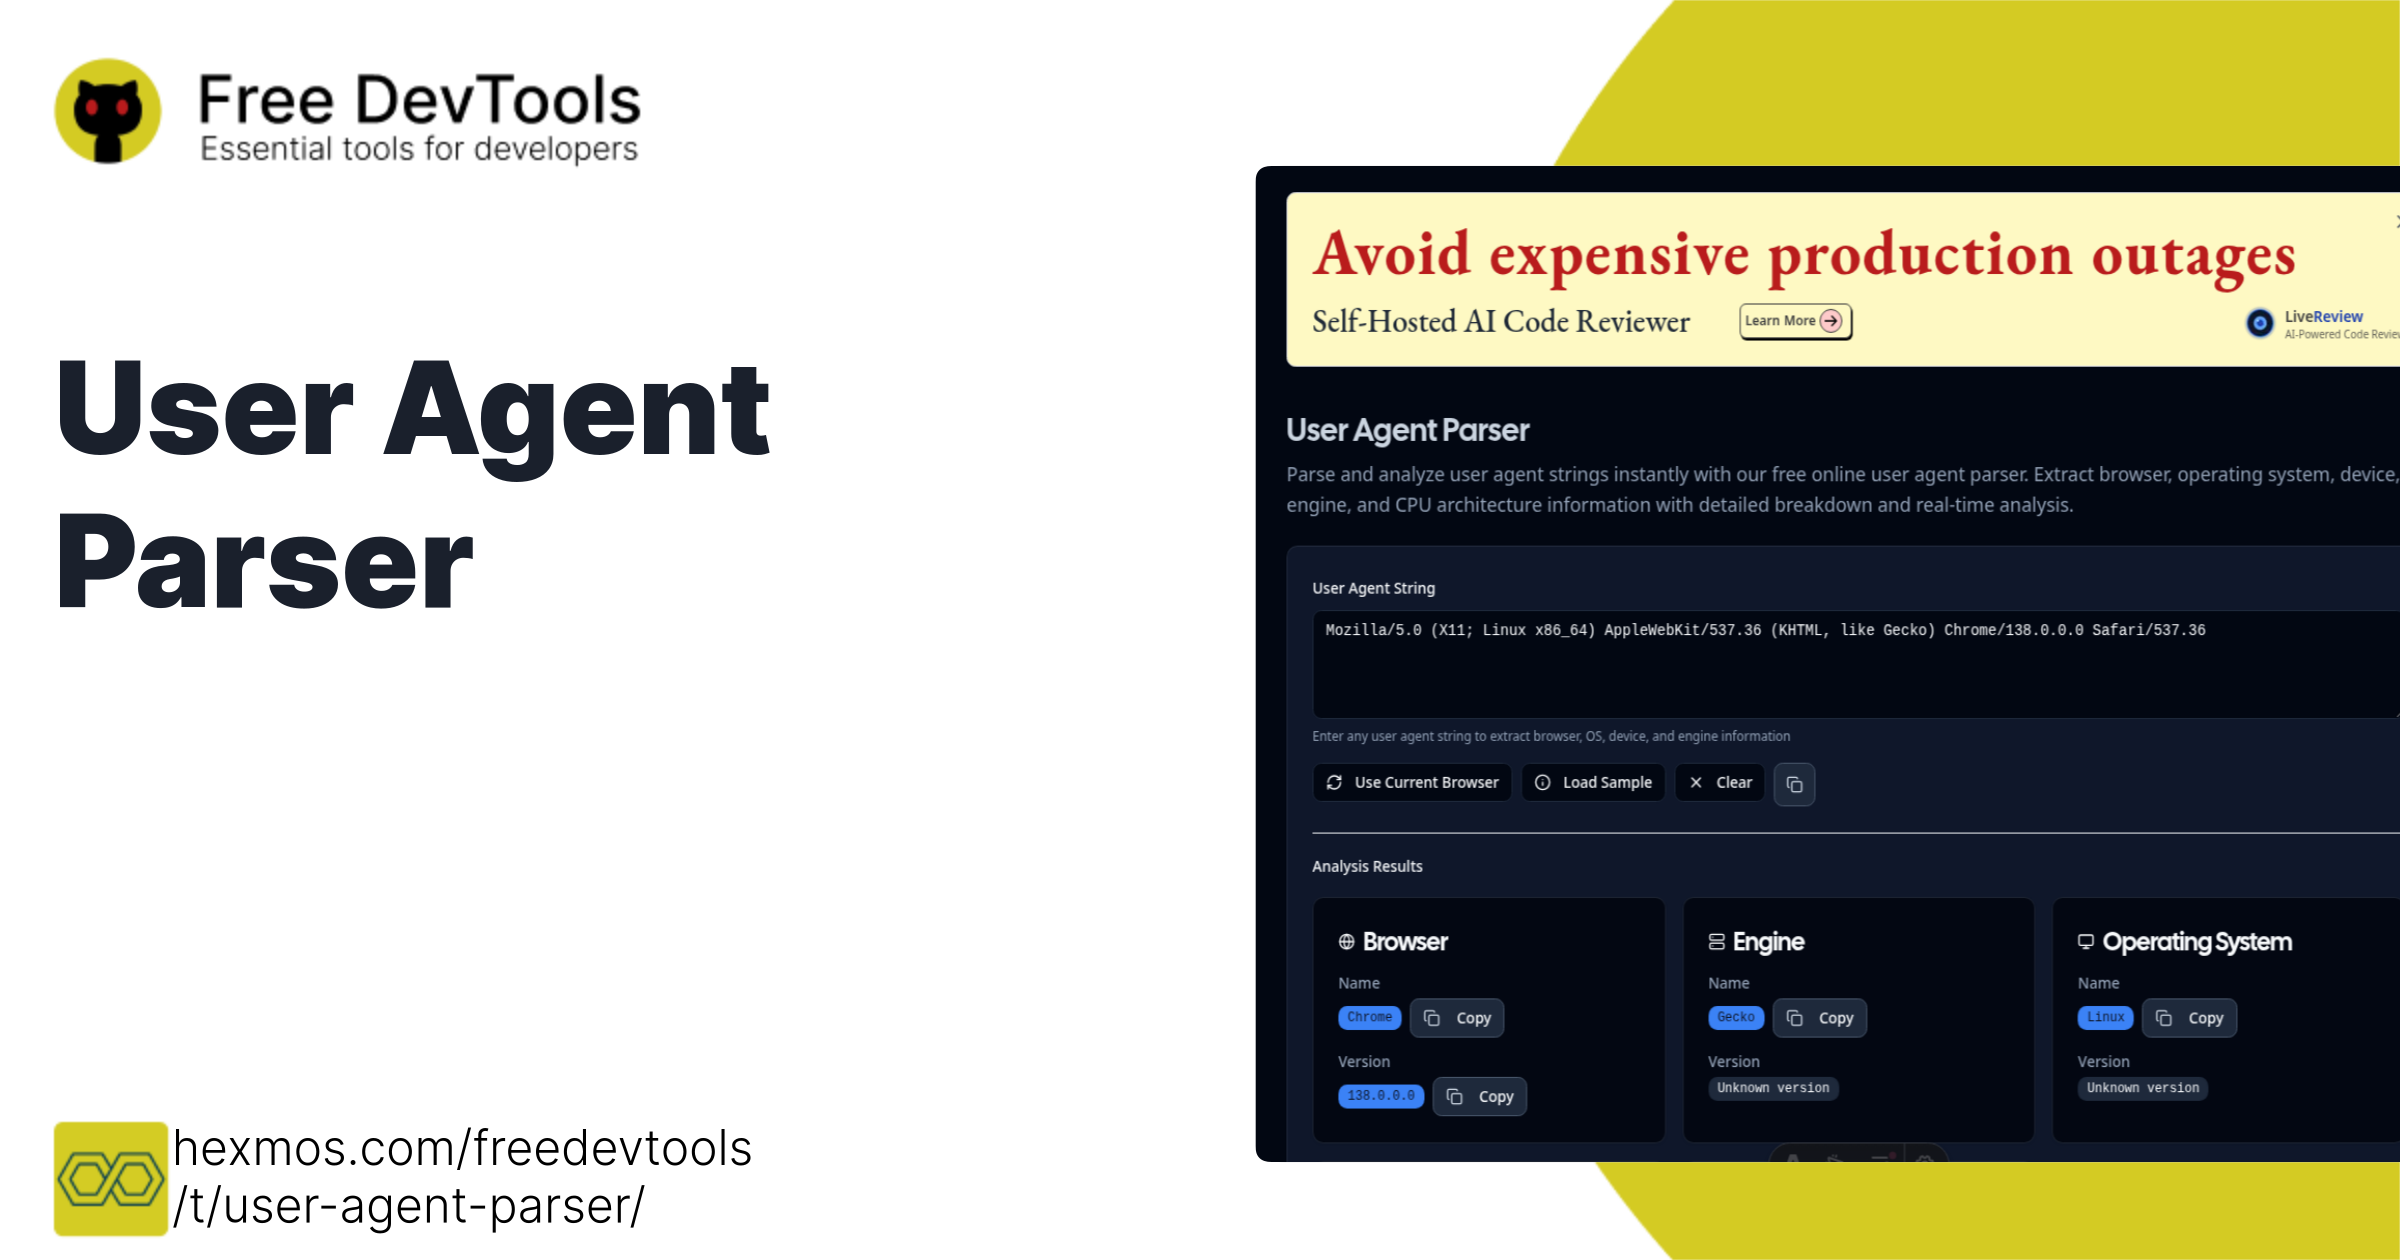 Free DevTools
Essential tools for developers
User Agent
Parser
hexmos.com/freedevtools
/t/user-agent-parser/
Avoid expensive production outages
Self-Hosted AI Code Reviewer
Learn More
LiveReview
AI-Powered Code Review
User Agent Parser
Parse and analyze user agent strings instantly with our free online user agent parser. Extract browser, operating system, device,
engine, and CPU architecture information with detailed breakdown and real-time analysis.
User Agent String
Mozilla/5.0 (X11; Linux x86_64) AppleWebKit/537.36 (KHTML, like Gecko) Chrome/138.0.0.0 Safari/537.36
Enter any user agent string to extract browser, OS, device, and engine information
Use Current Browser
Load Sample
Clear
Analysis Results
Browser
Name
Chrome
Copy
Version
138.0.0.0
Copy
Engine
Name
Gecko
Copy
Version
Unknown version
Operating System
Name
Linux
Copy
Version
Unknown version